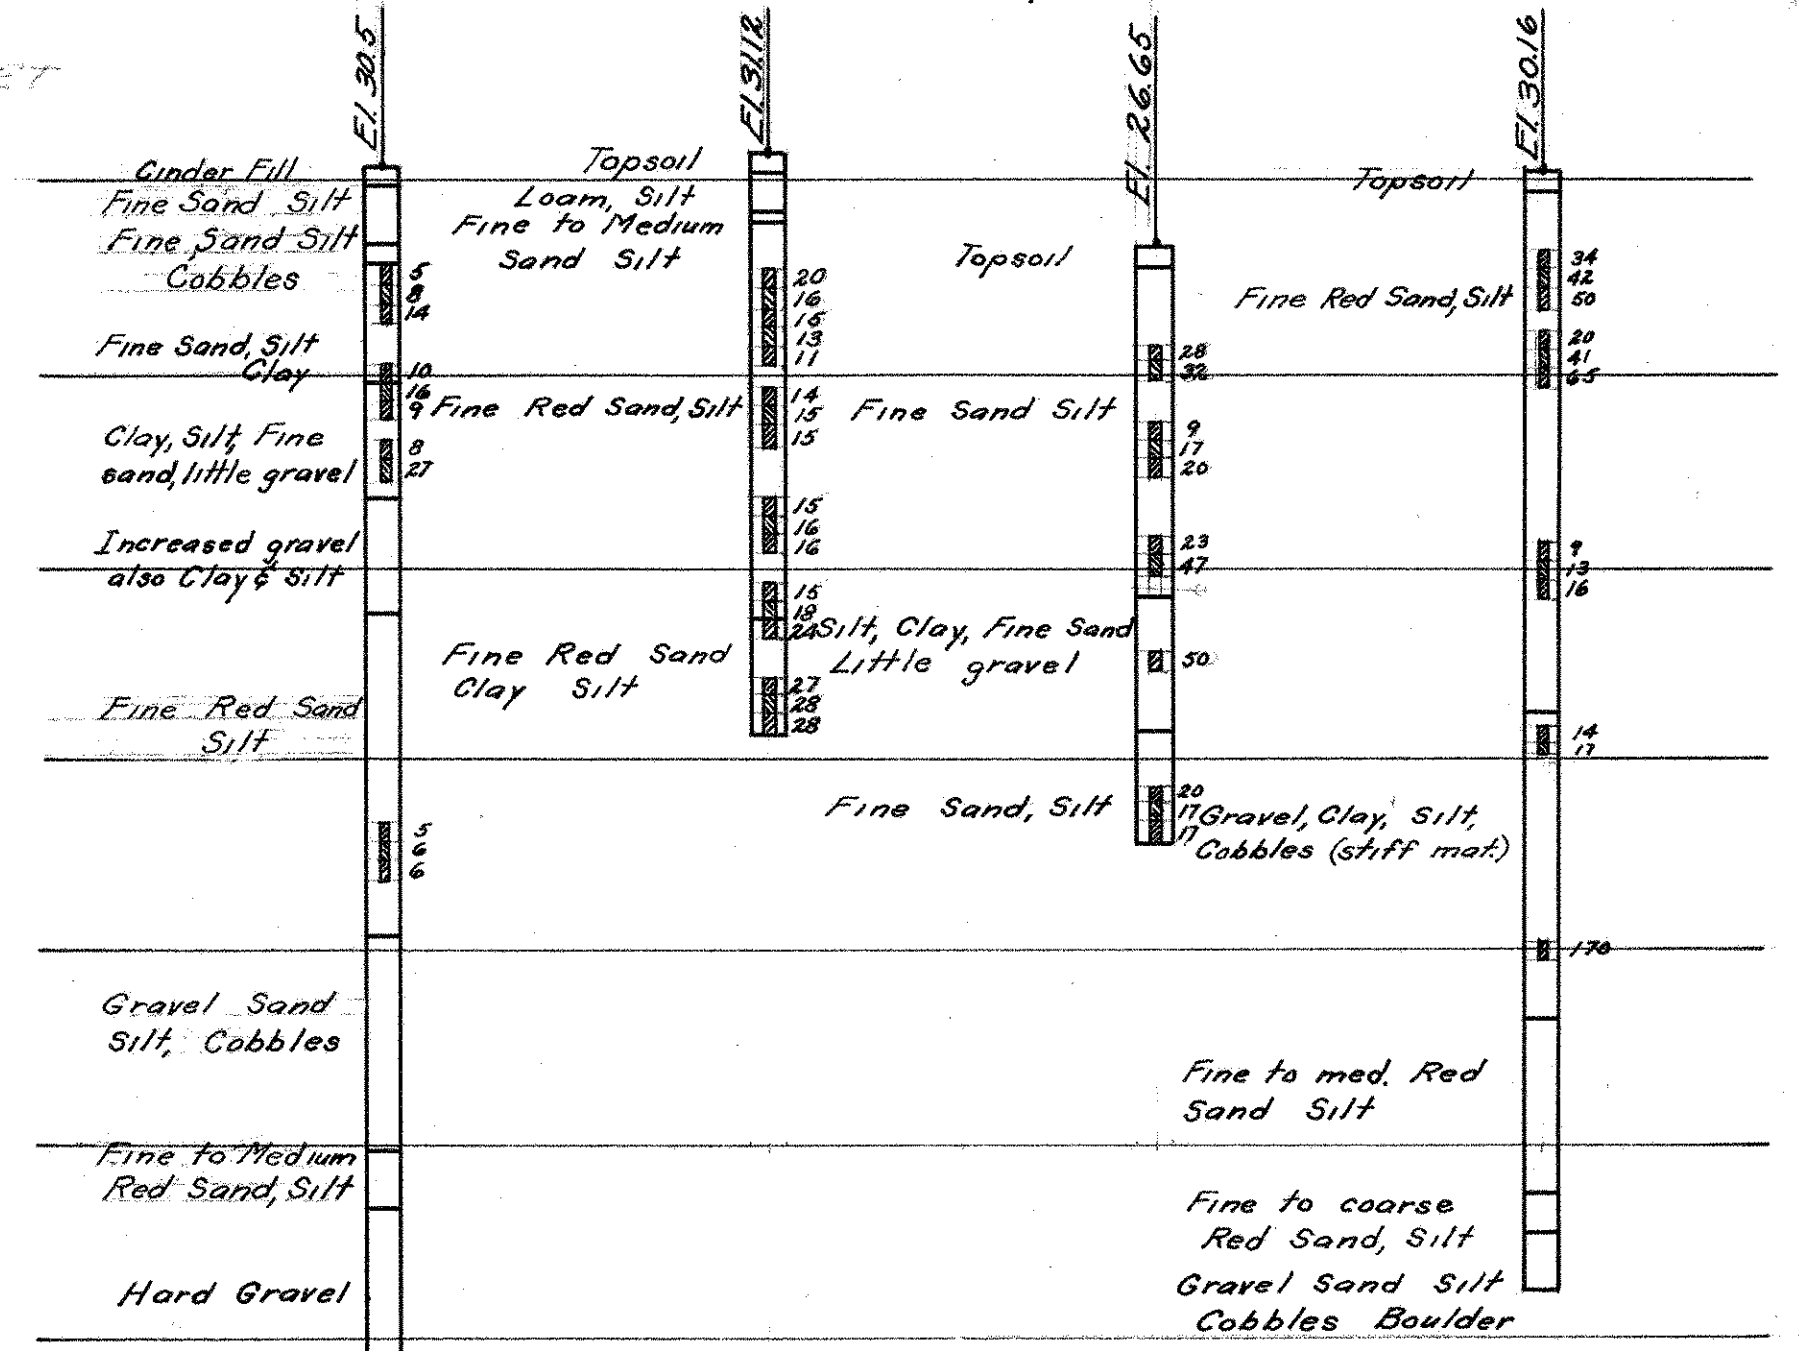 El. 30.5
El. 31.12
El. 26.65
El. 30.16
Cinder Fill
Fine Sand Silt
Fine Sand Silt
Cobbles
5
8
14
Fine Sand, Silt
Clay
10
16
9
Clay, Silt, Fine
sand, little gravel
8
27
Increased gravel
also Clay & Silt
Fine Red Sand
Silt
5
6
6
Gravel Sand
Silt, Cobbles
Fine to Medium
Red Sand, Silt
Hard Gravel
Topsoil
Loam, Silt
Fine to Medium
Sand Silt
20
16
15
13
11
Fine Red Sand, Silt
14
15
15
15
16
16
15
18
24
Fine Red Sand
Clay Silt
27
28
28
Topsoil
28
32
Fine Sand Silt
9
17
20
23
47
Silt, Clay, Fine Sand
Little gravel
50
Fine Sand, Silt
20
17
17
Topsoil
34
42
50
Fine Red Sand, Silt
20
41
65
9
13
16
14
17
Gravel, Clay, Silt,
Cobbles (stiff mat.)
170
Fine to med. Red
Sand Silt
Fine to coarse
Red Sand, Silt
Gravel Sand Silt
Cobbles Boulder